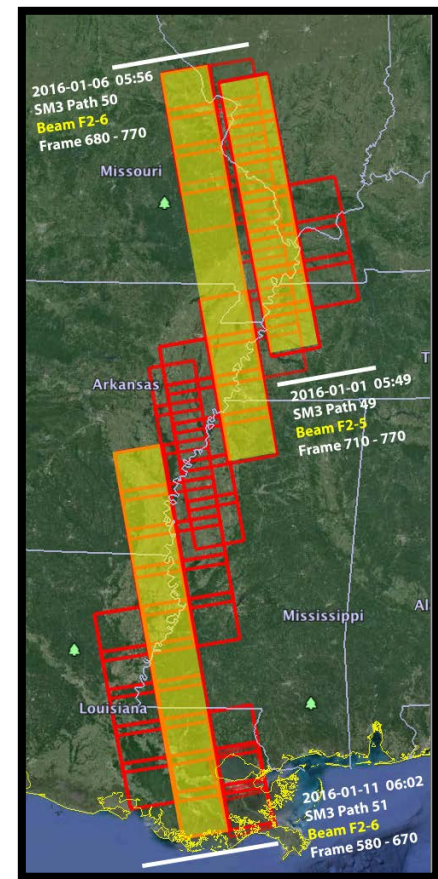 2016-01-06 05:56
SM3 Path 50
Beam F2-6
Frame 680 - 770
Missouri
Arkansas
2016-01-01 05:49
SM3 Path 49
Beam F2-5
Frame 710 - 770
T
Mississippi
Al
Louisiana
2016-01-11 06:02
SM3 Path 51
Beam F2-6
Frame 580 - 670